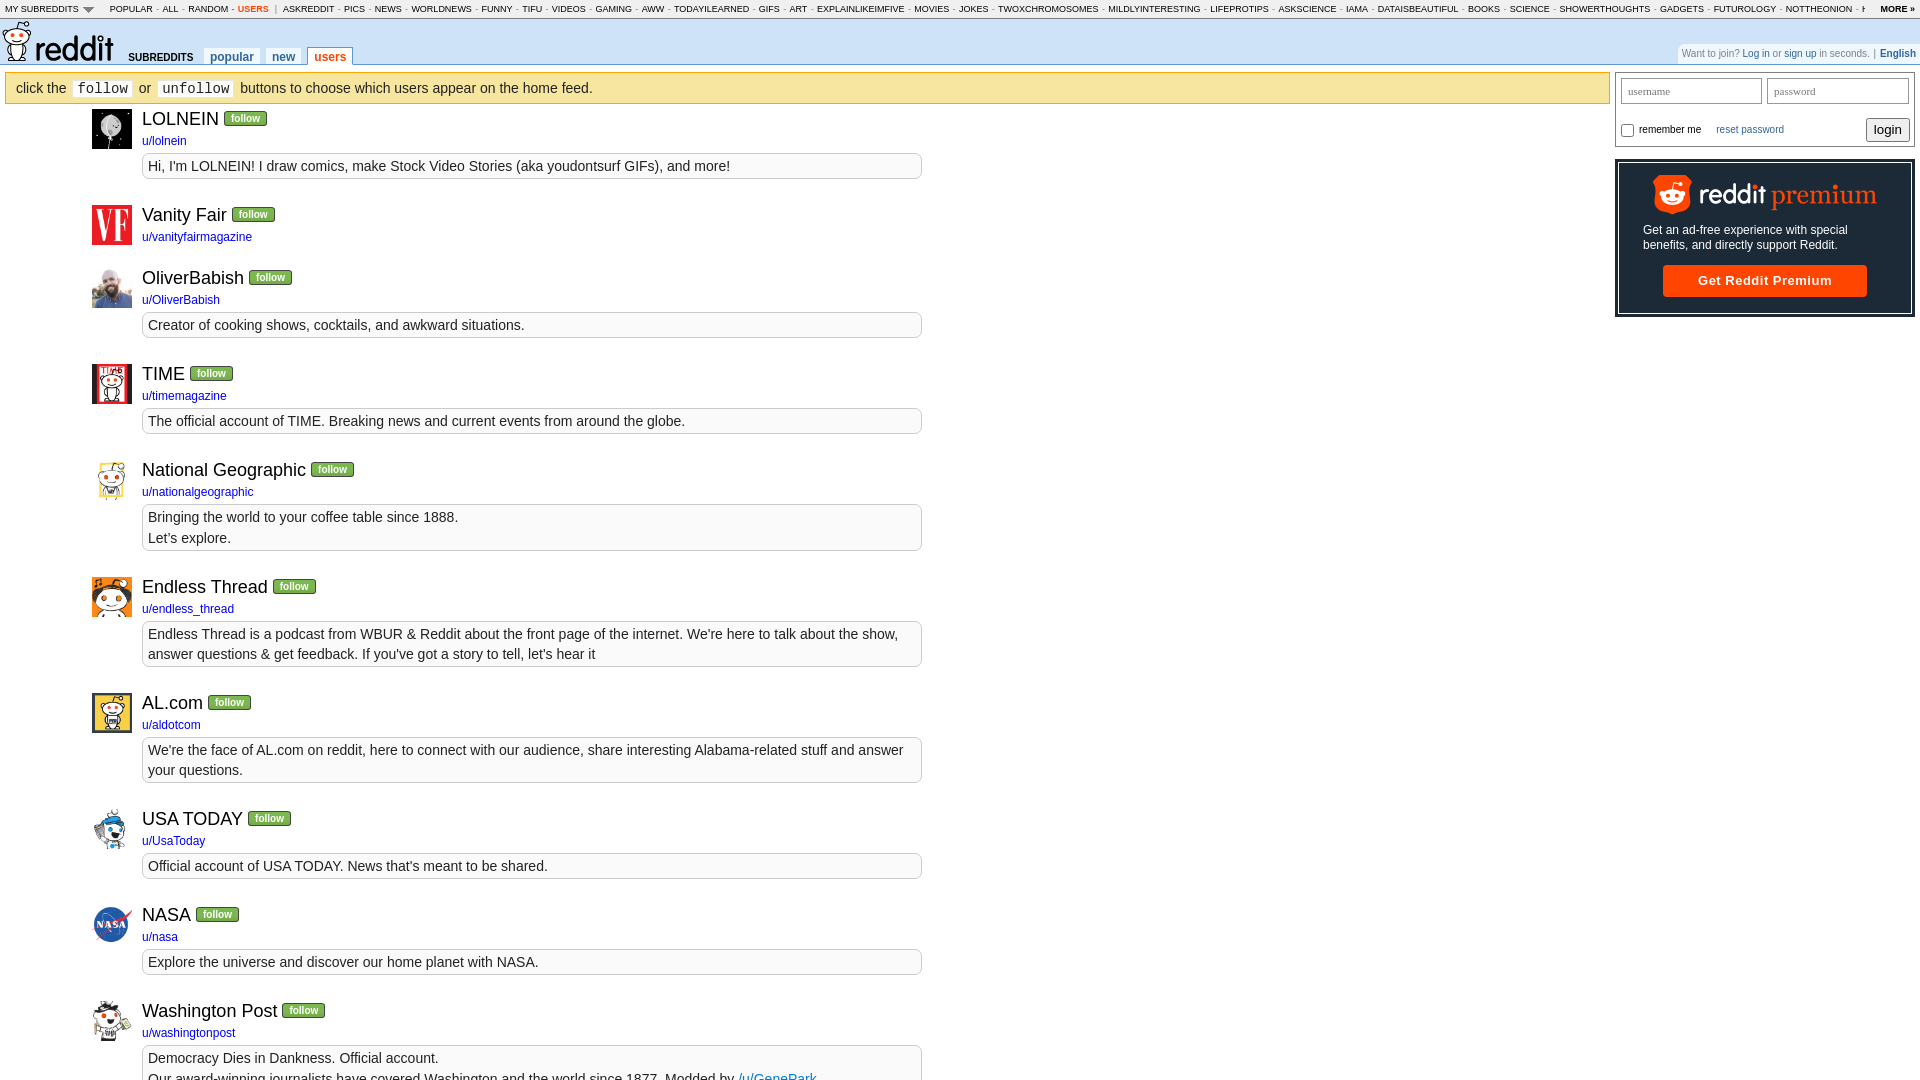 MY SUBREDDITS POPULAR - ALL - RANDOM - USERS | ASKREDDIT - PICS - NEWS - WORLDNEWS - FUNNY - TIFU - VIDEOS - GAMING - AWW - TODAYILEARNED - GIFS - ART - EXPLAINLIKEIMFIVE - MOVIES - JOKES - TWOXCHROMOSOMES - MILDLYINTERESTING - LIFEPROTIPS - ASKSCIENCE - IAMA - DATAISBEAUTIFUL - BOOKS - SCIENCE - SHOWERTHOUGHTS - GADGETS - FUTUROLOGY - NOTTHEONION - MORE »
reddit SUBREDDITS popular new users
Want to join? Log in or sign up in seconds. | English
click the follow or unfollow buttons to choose which users appear on the home feed.
username password
remember me reset password login
reddit premium
Get an ad-free experience with special
benefits, and directly support Reddit.
Get Reddit Premium
LOLNEIN follow
u/lolnein
Hi, I'm LOLNEIN! I draw comics, make Stock Video Stories (aka youdontsurf GIFs), and more!
VF
Vanity Fair follow
u/vanityfairmagazine
OliverBabish follow
u/OliverBabish
Creator of cooking shows, cocktails, and awkward situations.
TIME follow
u/timemagazine
The official account of TIME. Breaking news and current events from around the globe.
National Geographic follow
u/nationalgeographic
Bringing the world to your coffee table since 1888.
Let’s explore.
Endless Thread follow
u/endless_thread
Endless Thread is a podcast from WBUR & Reddit about the front page of the internet. We're here to talk about the show,
answer questions & get feedback. If you've got a story to tell, let's hear it
AL.com follow
u/aldotcom
We're the face of AL.com on reddit, here to connect with our audience, share interesting Alabama-related stuff and answer
your questions.
USA TODAY follow
u/UsaToday
Official account of USA TODAY. News that's meant to be shared.
NASA
NASA follow
u/nasa
Explore the universe and discover our home planet with NASA.
Washington Post follow
u/washingtonpost
Democracy Dies in Dankness. Official account.
Our award-winning journalists have covered Washington and the world since 1877. Modded by /u/GenePark